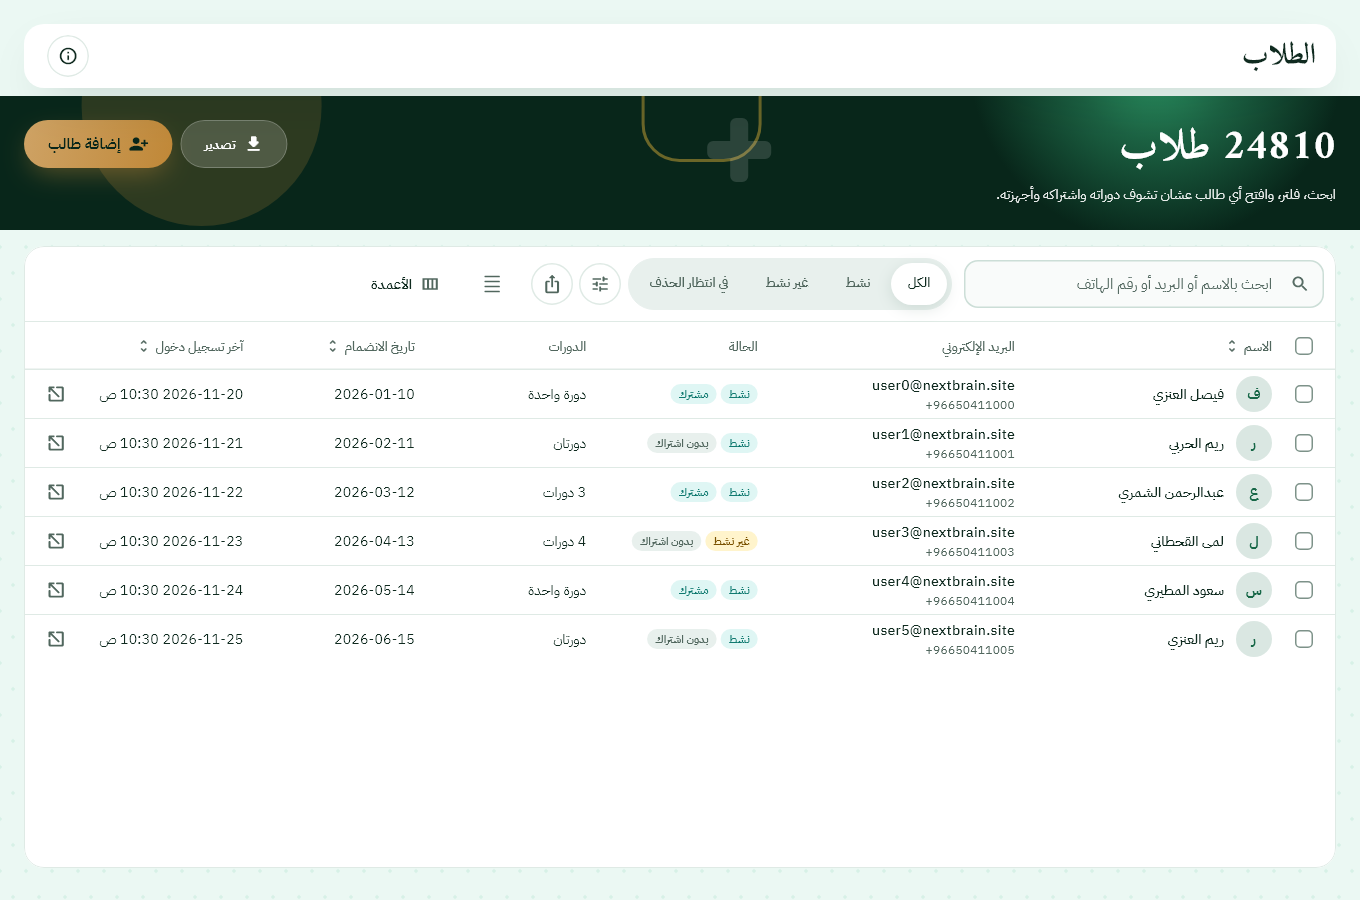 الطلاب
24810 طلاب
ابحث، فلتر، وافتح أي طالب عشان تشوف دوراته واشتراكه وأجهزته.
تصدير
إضافة طالب
ابحث بالاسم أو البريد أو رقم الهاتف
الكل نشط غير نشط في انتظار الحذف
الأعمدة
الاسم البريد الإلكتروني الحالة الدورات تاريخ الانضمام آخر تسجيل دخول
ف فيصل العنزي user0@nextbrain.site نشط مشترك دورة واحدة 2026-01-10 2026-11-20 10:30 ص
+96650411000
ر ريم الحربي user1@nextbrain.site نشط بدون اشتراك دورتان 2026-02-11 2026-11-21 10:30 ص
+96650411001
ع عبدالرحمن الشمري user2@nextbrain.site نشط مشترك 3 دورات 2026-03-12 2026-11-22 10:30 ص
+96650411002
ل لمى القحطاني user3@nextbrain.site غير نشط بدون اشتراك 4 دورات 2026-04-13 2026-11-23 10:30 ص
+96650411003
س سعود المطيري user4@nextbrain.site نشط مشترك دورة واحدة 2026-05-14 2026-11-24 10:30 ص
+96650411004
ر ريم العنزي user5@nextbrain.site نشط بدون اشتراك دورتان 2026-06-15 2026-11-25 10:30 ص
+96650411005